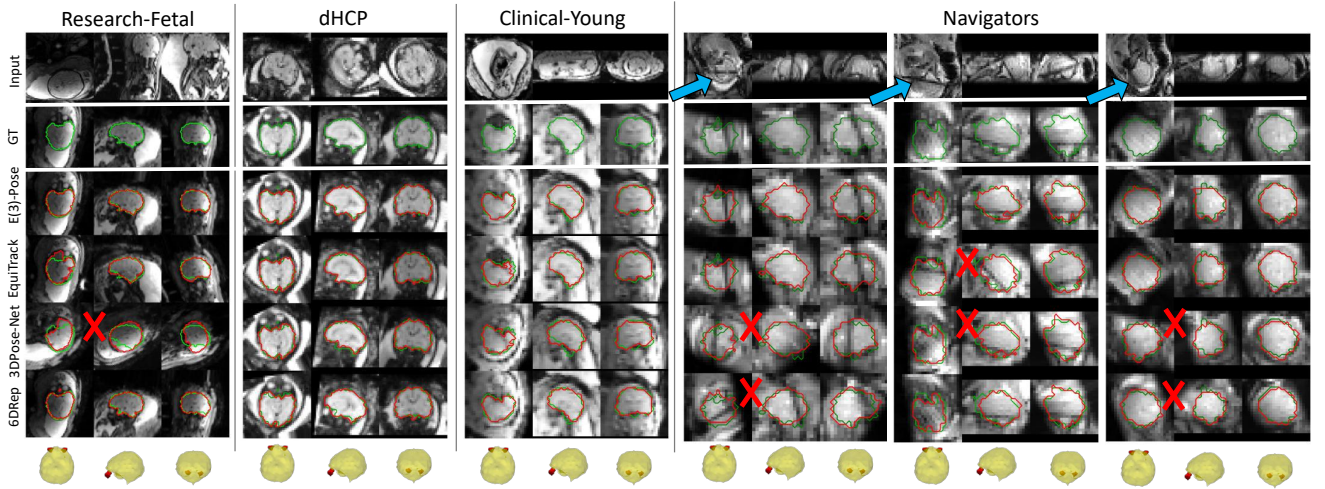 Research-Fetal dHCP Clinical-Young Navigators
Input
GT
E(3)-Pose
EquiTrack
3DPose-Net
6DRep